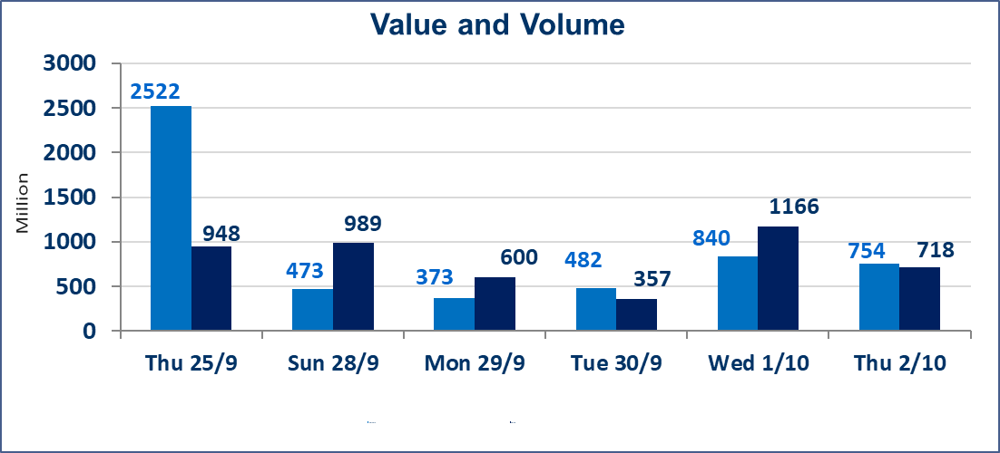 Value and Volume
Million
3000
2500
2000
1500
1000
500
0
2522
948
473
989
373
600
482
357
840
1166
754
718
Thu 25/9
Sun 28/9
Mon 29/9
Tue 30/9
Wed 1/10
Thu 2/10